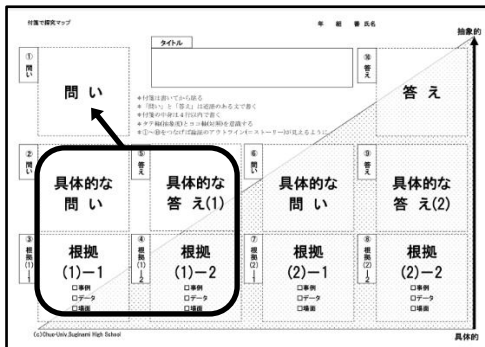 付箋で探究マップ
年 組 番 氏名
抽象的
タイトル
① 問い
問 い
⑩ 答え
答 え
*付箋は書いてから貼る
*「問い」と「答え」は述語のある文で書く
*付箋の中身は4行以内で書く
*タテ軸(抽象度)とヨコ軸(対照)を意識する
*①~⑩をつなげば論証のアウトライン(=ストーリー)が見えるように
② 問い
具体的な
問 い
⑤ 答え
具体的な
答 え(1)
⑥ 問い
具体的な
問 い
⑨ 答え
具体的な
答 え(2)
③ 根拠(1)-1
根拠
(1)-1
□事例
□データ
□場面
④ 根拠(1)-2
根拠
(1)-2
□事例
□データ
□場面
⑦ 根拠(2)-1
根拠
(2)-1
□事例
□データ
□場面
⑧ 根拠(2)-2
根拠
(2)-2
□事例
□データ
□場面
(c)Chuo-Univ.Suginami High School
具体的